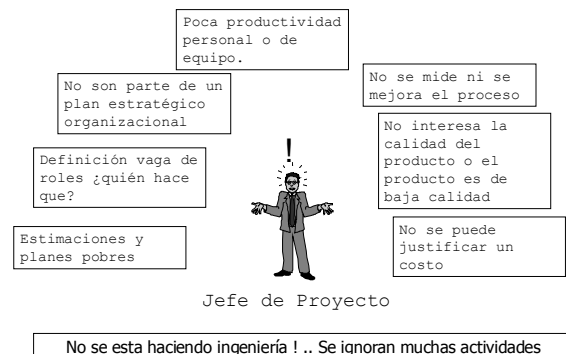 Poca productividad
personal o de
equipo.
No son parte de un
plan estratégico
organizacional
No se mide ni se
mejora el proceso
Definición vaga de
roles ¿quién hace
que?
No interesa la
calidad del
producto o el
producto es de
baja calidad
Estimaciones y
planes pobres
No se puede
justificar un
costo
!
Jefe de Proyecto
No se esta haciendo ingeniería ! .. Se ignoran muchas actividades